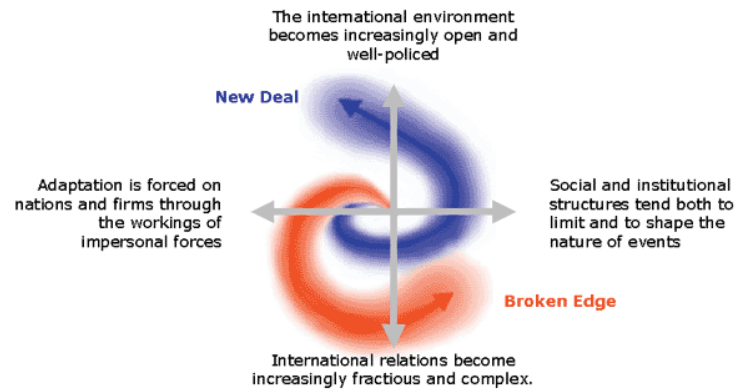 The international environment
becomes increasingly open and
well-policed
New Deal
Adaptation is forced on
nations and firms through
the workings of
impersonal forces
Social and institutional
structures tend both to
limit and to shape the
nature of events
Broken Edge
International relations become
increasingly fractious and complex.